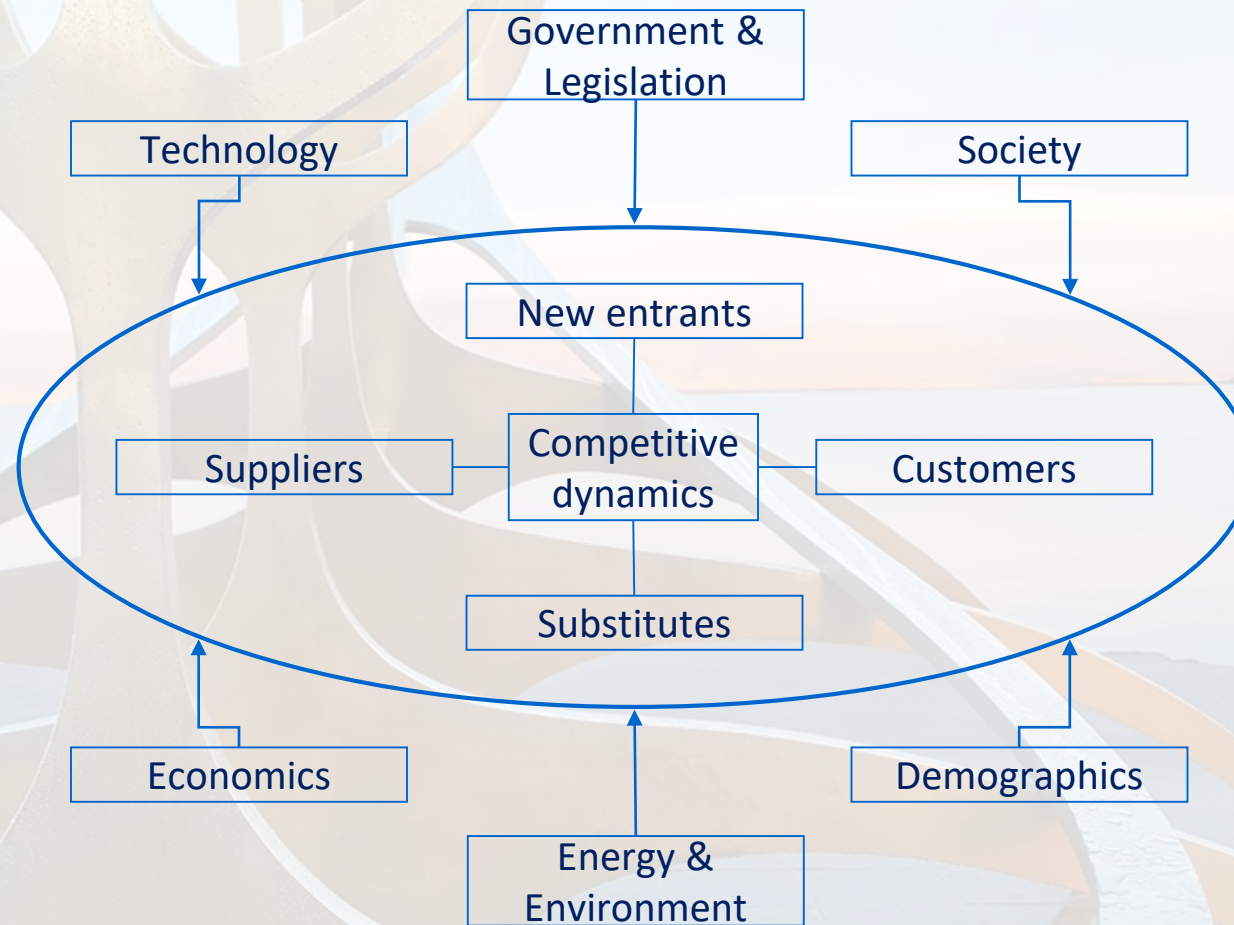 Government &
Legislation
Technology
Society
New entrants
Suppliers
Competitive
dynamics
Customers
Substitutes
Economics
Demographics
Energy &
Environment